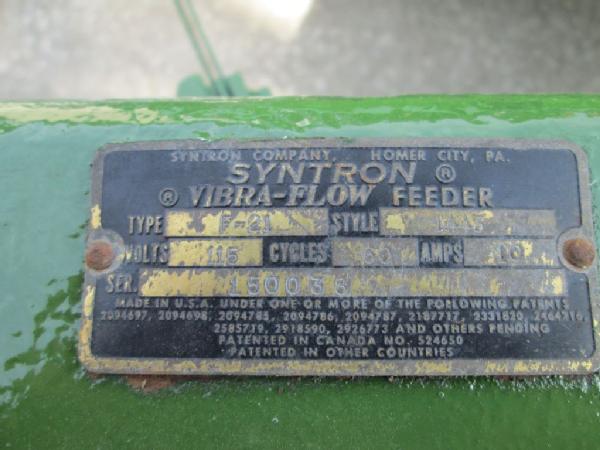 SYNTRON COMPANY, HOMER CITY, PA.
SYNTRON ®
® VIBRA-FLOW FEEDER
TYPE F-21 STYLE
VOLTS 115 CYCLES 60 AMPS 10
SER. 150036
MADE IN U.S.A. UNDER ONE OR MORE OF THE FOLLOWING PATENTS
2094697, 2094698, 2094785, 2094786, 2094787, 2187717, 2331820, 2464216,
2585719, 2918590, 2926773 AND OTHERS PENDING
PATENTED IN CANADA NO. 524650
PATENTED IN OTHER COUNTRIES